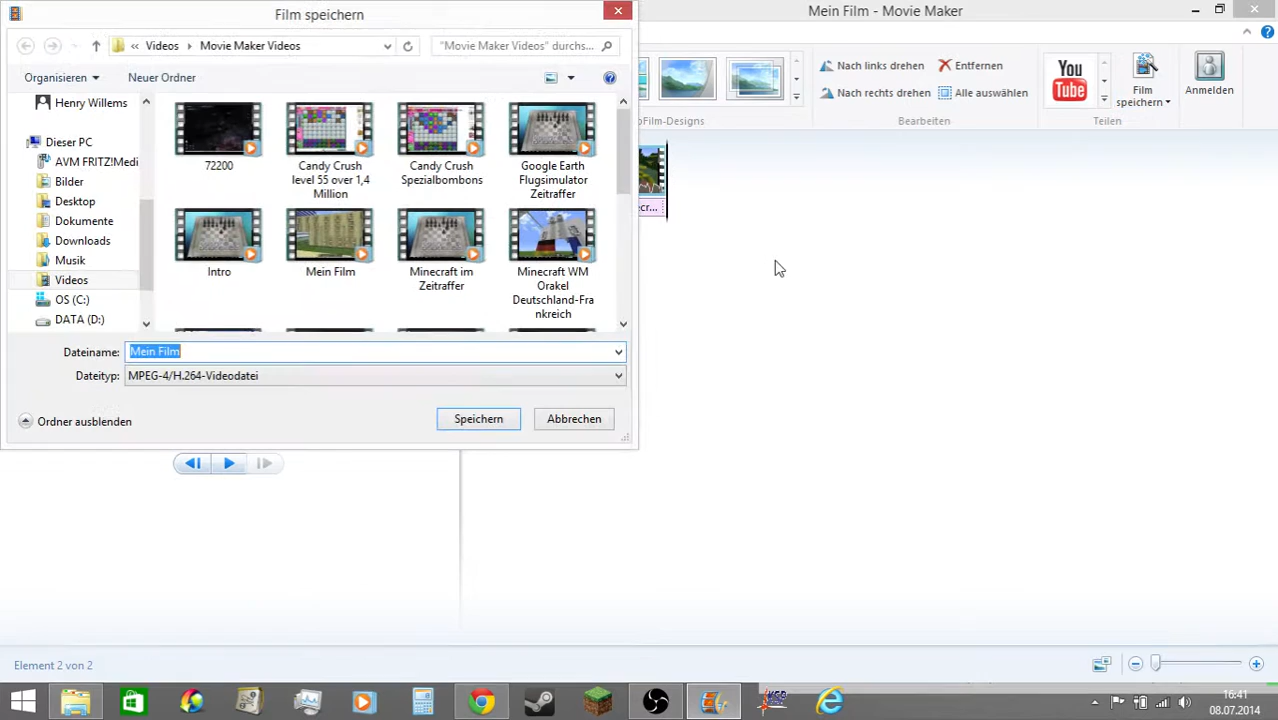 Film speichern
Mein Film - Movie Maker
Videos
Movie Maker Videos
"Movie Maker Videos" durchs...
Organisieren
Neuer Ordner
Nach links drehen
Entfernen
Nach rechts drehen
Alle auswählen
You
Tube
Film
speichern
Anmelden
oFilm-Designs
Bearbeiten
Teilen
Henry Willems
Dieser PC
AVM FRITZ!Medi
Bilder
Desktop
Dokumente
Downloads
Musik
Videos
OS (C:)
DATA (D:)
72200
Candy Crush
level 55 over 1,4
Million
Candy Crush
Spezialbombons
Google Earth
Flugsimulator
Zeitraffer
Intro
Mein Film
Minecraft im
Zeitraffer
Minecraft WM
Orakel
Deutschland-Fra
nkreich
ecr...
Dateiname:
Mein Film
Dateityp:
MPEG-4/H.264-Videodatei
Ordner ausblenden
Speichern
Abbrechen
Element 2 von 2
16:41
08.07.2014